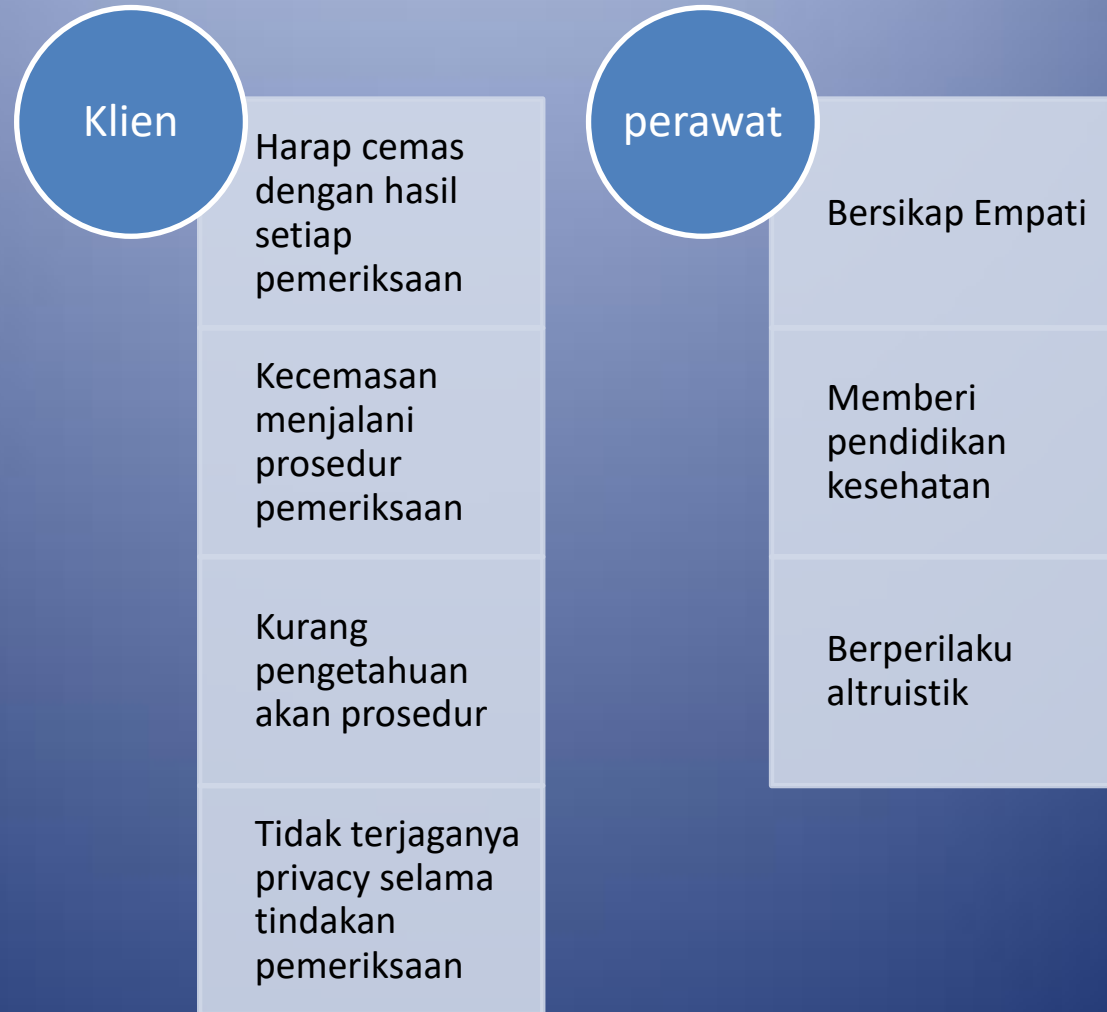 Klien
Harap cemas
dengan hasil
setiap
pemeriksaan
Kecemasan
menjalani
prosedur
pemeriksaan
Kurang
pengetahuan
akan prosedur
Tidak terjaganya
privacy selama
tindakan
pemeriksaan
perawat
Bersikap Empati
Memberi
pendidikan
kesehatan
Berperilaku
altruistik